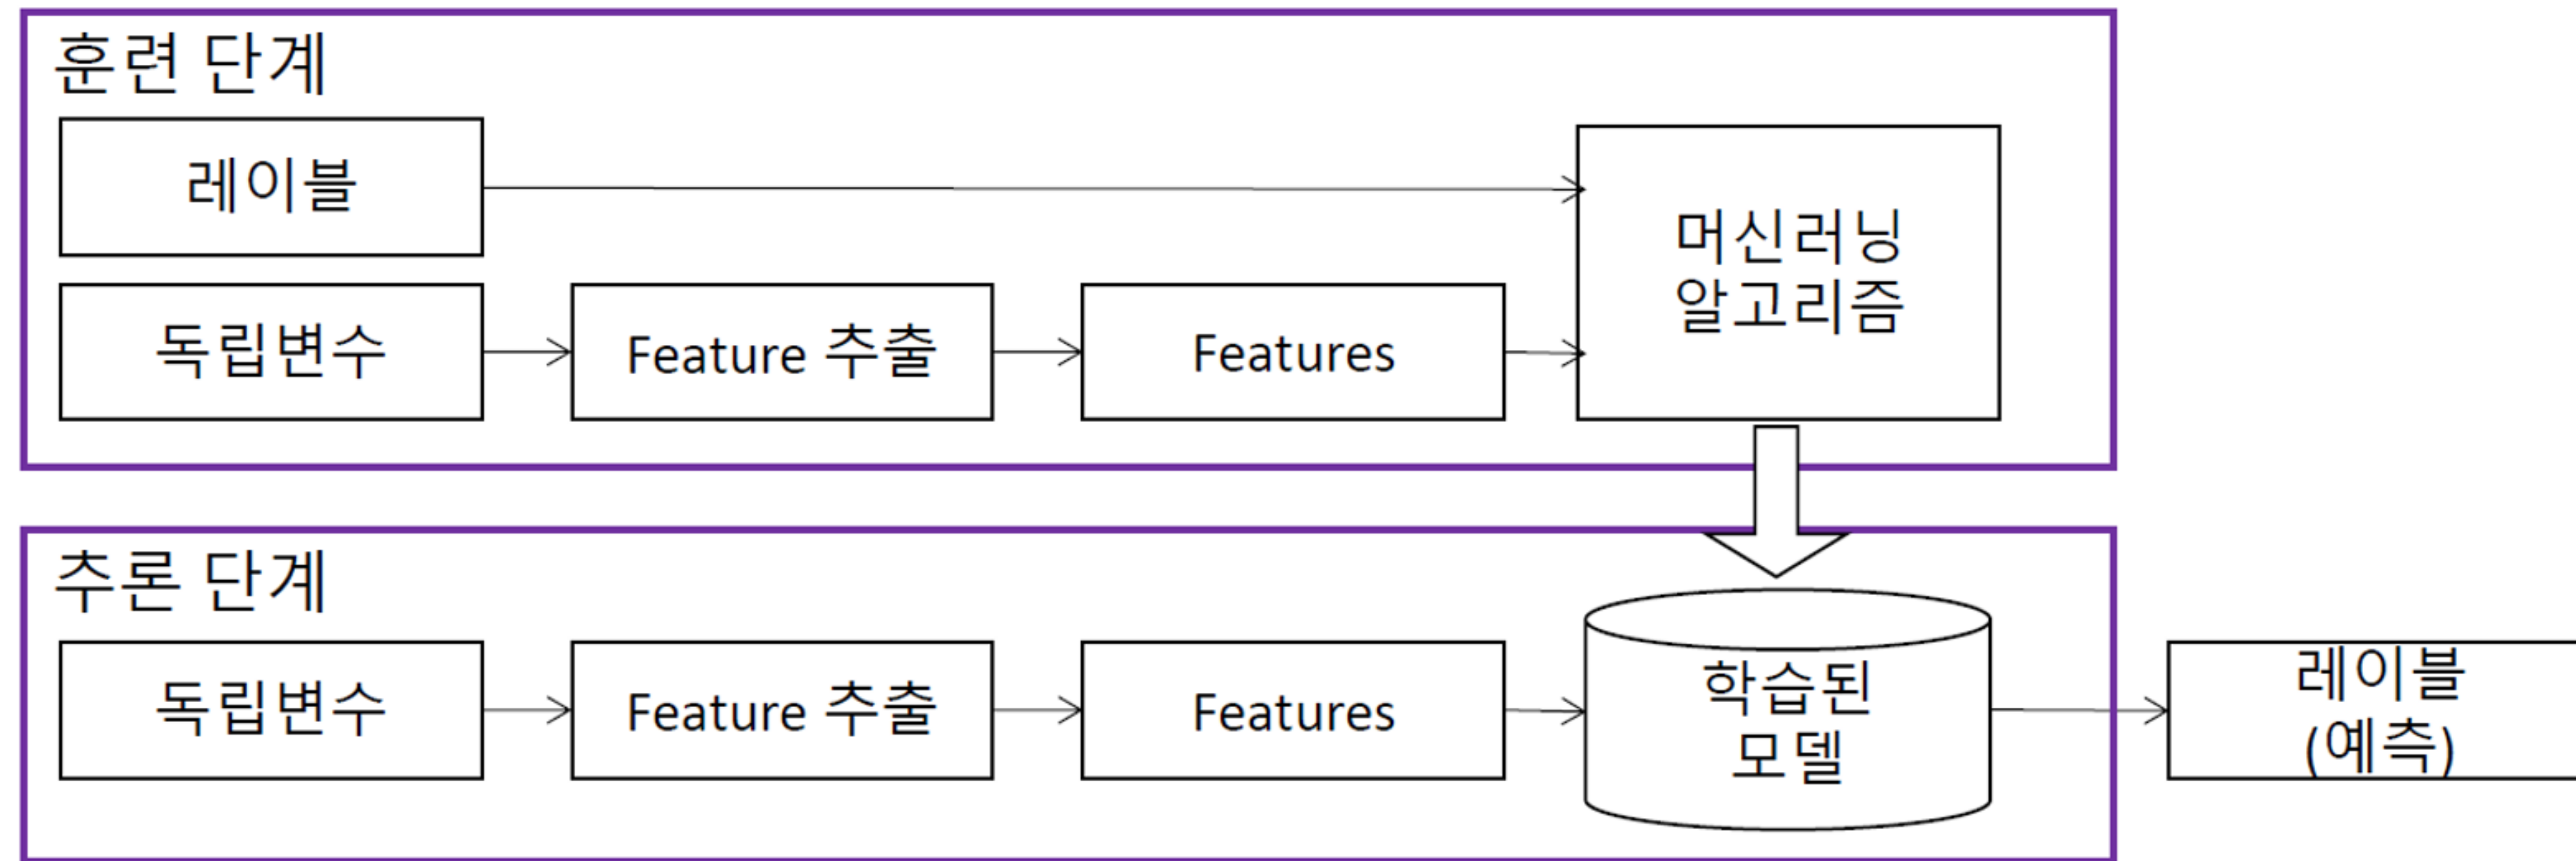 훈련 단계
레이블
독립변수
Feature 추출
Features
머신러닝
알고리즘
추론 단계
독립변수
Feature 추출
Features
학습된
모델
레이블
(예측)